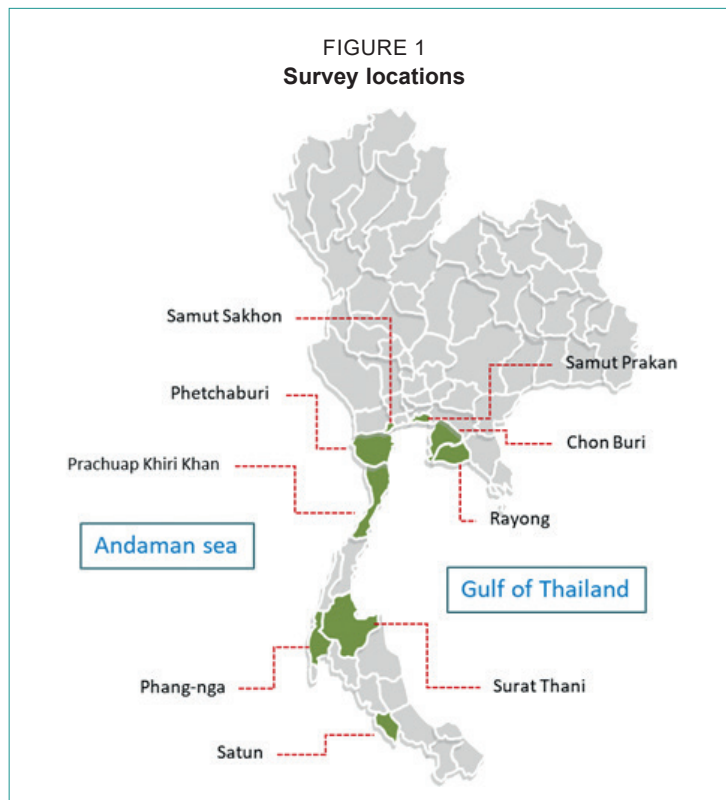 FIGURE 1
Survey locations
Samut Sakhon
Samut Prakan
Phetchaburi
Chon Buri
Prachuap Khiri Khan
Rayong
Andaman sea
Gulf of Thailand
Phang-nga
Surat Thani
Satun